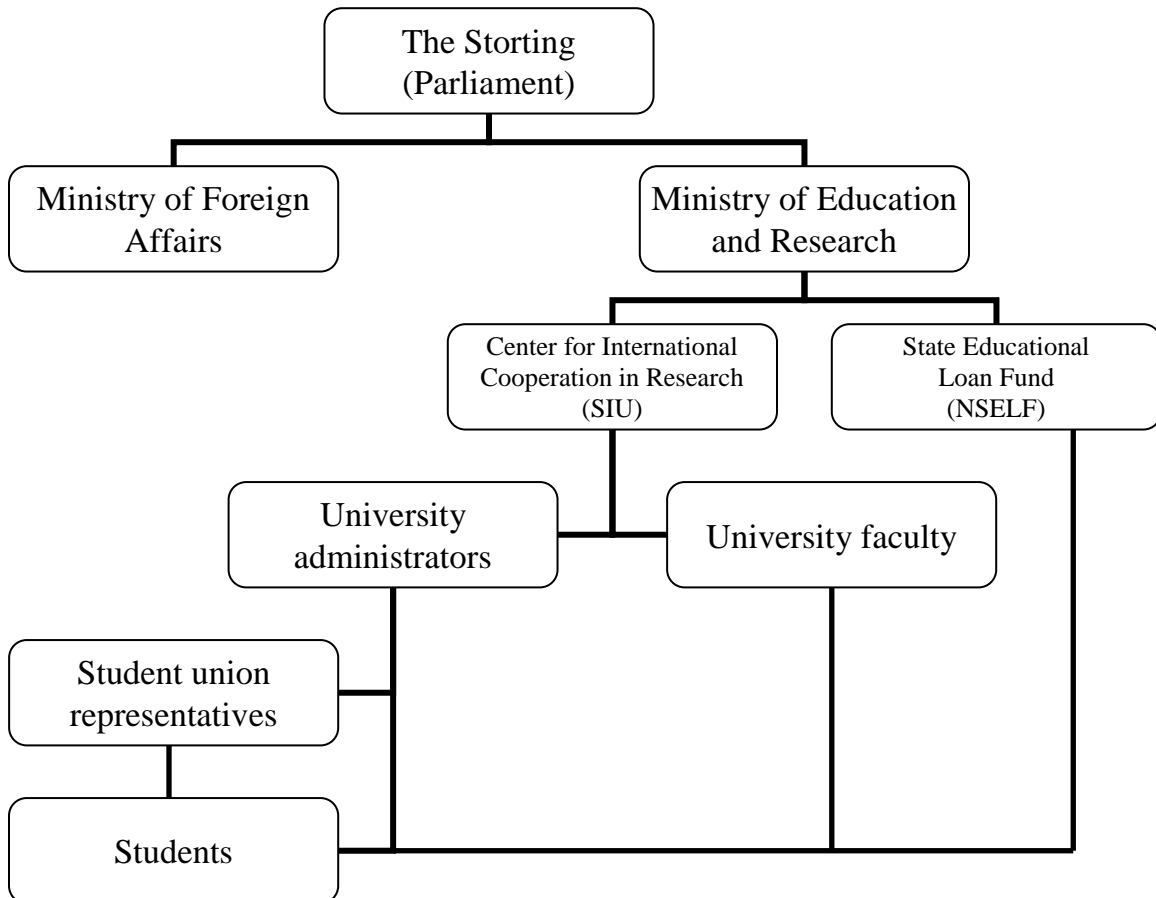 The Storting
(Parliament)
Ministry of Foreign
Affairs
Ministry of Education
and Research
Center for International
Cooperation in Research
(SIU)
State Educational
Loan Fund
(NSELF)
University
administrators
University faculty
Student union
representatives
Students